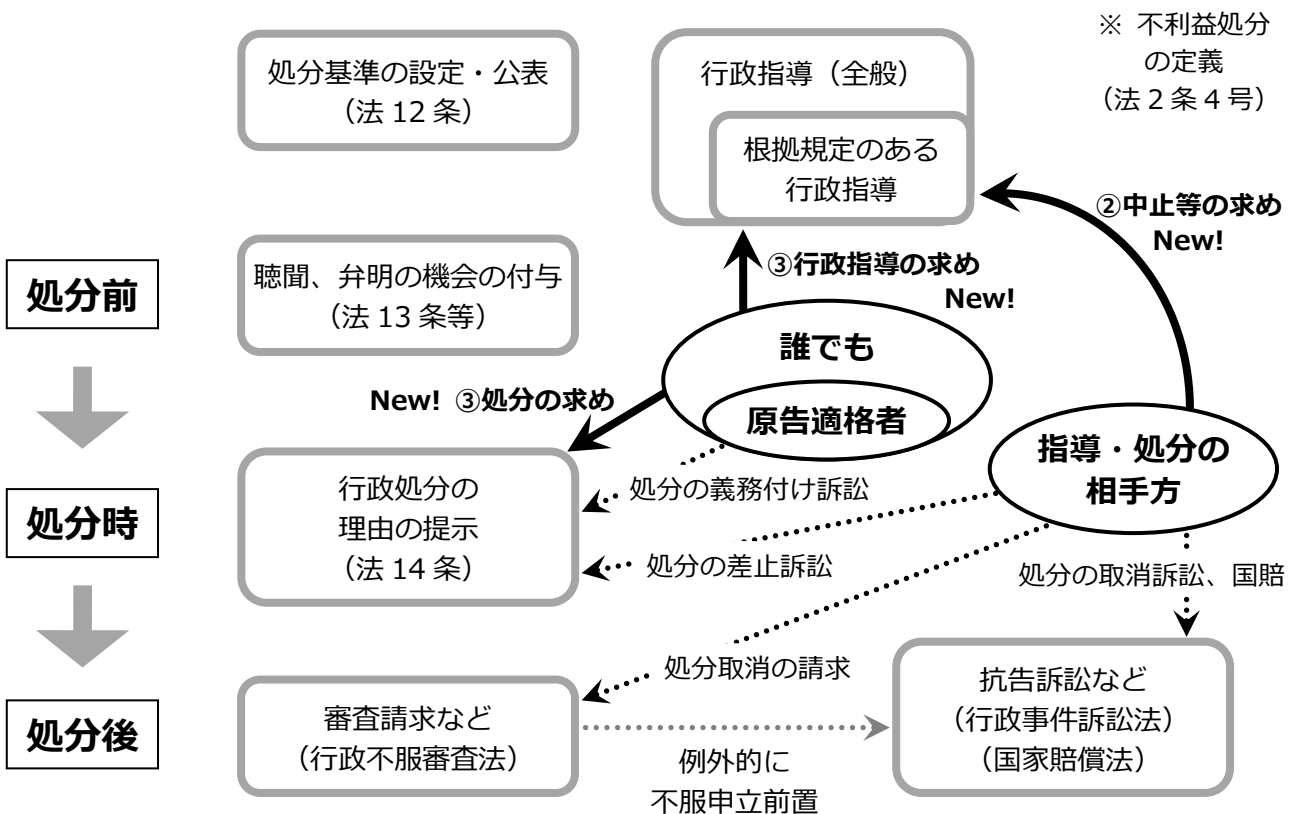 ※ 不利益処分
の定義
（法２条４号）
処分基準の設定・公表
（法 12 条）
行政指導（全般）
根拠規定のある
行政指導
②中止等の求め
New!
処分前
聴聞、弁明の機会の付与
（法 13 条等）
③行政指導の求め
New!
誰でも
原告適格者
New! ③処分の求め
指導・処分の
相手方
処分時
行政処分の
理由の提示
（法 14 条）
処分の義務付け訴訟
処分の差止訴訟
処分の取消訴訟、国賠
処分取消の請求
処分後
審査請求など
（行政不服審査法）
例外的に
不服申立前置
抗告訴訟など
（行政事件訴訟法）
（国家賠償法）